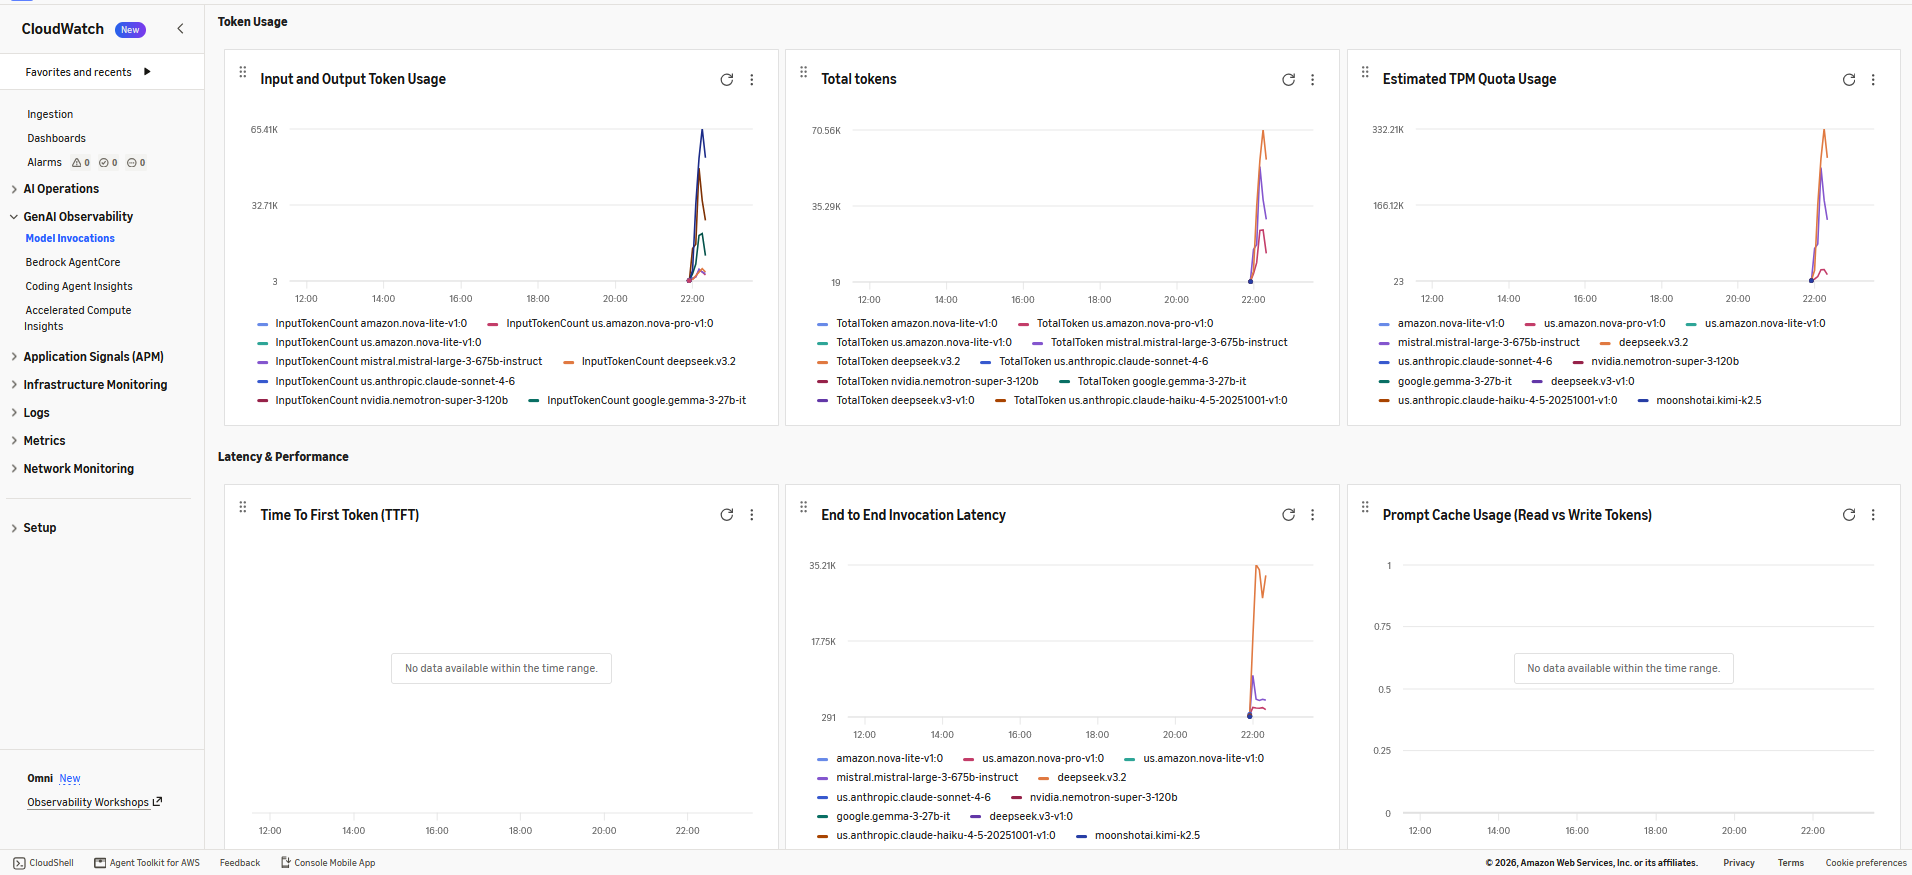 CloudWatch New
Favorites and recents
Ingestion
Dashboards
Alarms 0 0 0
AI Operations
GenAI Observability
Model Invocations
Bedrock AgentCore
Coding Agent Insights
Accelerated Compute
Insights
Application Signals (APM)
Infrastructure Monitoring
Logs
Metrics
Network Monitoring
Setup
Omni New
Observability Workshops
Token Usage
Input and Output Token Usage
65.41K
32.71K
3
12:00 14:00 16:00 18:00 20:00 22:00
InputTokenCount amazon.nova-lite-v1:0 InputTokenCount us.amazon.nova-pro-v1:0
InputTokenCount us.amazon.nova-lite-v1:0
InputTokenCount mistral.mistral-large-3-675b-instruct InputTokenCount deepseek.v3.2
InputTokenCount us.anthropic.claude-sonnet-4-6
InputTokenCount nvidia.nemotron-super-3-120b InputTokenCount google.gemma-3-27b-it
Total tokens
70.56K
35.29K
19
12:00 14:00 16:00 18:00 20:00 22:00
TotalToken amazon.nova-lite-v1:0 TotalToken us.amazon.nova-pro-v1:0
TotalToken us.amazon.nova-lite-v1:0 TotalToken mistral.mistral-large-3-675b-instruct
TotalToken deepseek.v3.2 TotalToken us.anthropic.claude-sonnet-4-6
TotalToken nvidia.nemotron-super-3-120b TotalToken google.gemma-3-27b-it
TotalToken deepseek.v3-v1:0 TotalToken us.anthropic.claude-haiku-4-5-20251001-v1:0
Estimated TPM Quota Usage
332.21K
166.12K
23
12:00 14:00 16:00 18:00 20:00 22:00
amazon.nova-lite-v1:0 us.amazon.nova-pro-v1:0 us.amazon.nova-lite-v1:0
mistral.mistral-large-3-675b-instruct deepseek.v3.2
us.anthropic.claude-sonnet-4-6 nvidia.nemotron-super-3-120b
google.gemma-3-27b-it deepseek.v3-v1:0
us.anthropic.claude-haiku-4-5-20251001-v1:0 moonshotai.kimi-k2.5
Latency & Performance
Time To First Token (TTFT)
No data available within the time range.
12:00 14:00 16:00 18:00 20:00 22:00
End to End Invocation Latency
35.21K
17.75K
291
12:00 14:00 16:00 18:00 20:00 22:00
amazon.nova-lite-v1:0 us.amazon.nova-pro-v1:0 us.amazon.nova-lite-v1:0
mistral.mistral-large-3-675b-instruct deepseek.v3.2
us.anthropic.claude-sonnet-4-6 nvidia.nemotron-super-3-120b
google.gemma-3-27b-it deepseek.v3-v1:0
us.anthropic.claude-haiku-4-5-20251001-v1:0 moonshotai.kimi-k2.5
Prompt Cache Usage (Read vs Write Tokens)
1
0.75
No data available within the time range.
0.5
0.25
0
12:00 14:00 16:00 18:00 20:00 22:00
CloudShell Agent Toolkit for AWS Feedback Console Mobile App
© 2026, Amazon Web Services, Inc. or its affiliates. Privacy Terms Cookie preferences